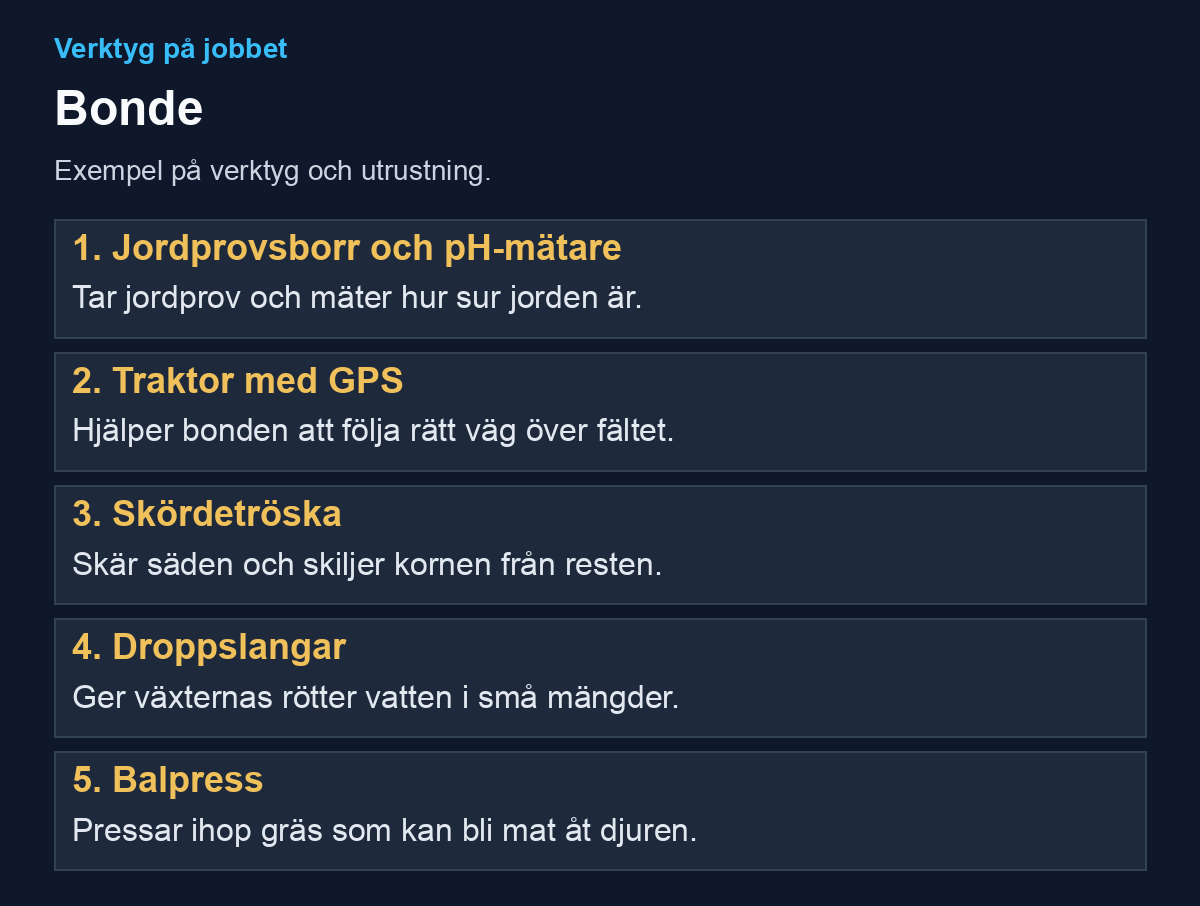 Verktyg på jobbet
Bonde
Exempel på verktyg och utrustning.
1. Jordprovsborr och pH-mätare
Tar jordprov och mäter hur sur jorden är.
2. Traktor med GPS
Hjälper bonden att följa rätt väg över fältet.
3. Skördetröska
Skär säden och skiljer kornen från resten.
4. Droppslangar
Ger växternas rötter vatten i små mängder.
5. Balpress
Pressar ihop gräs som kan bli mat åt djuren.